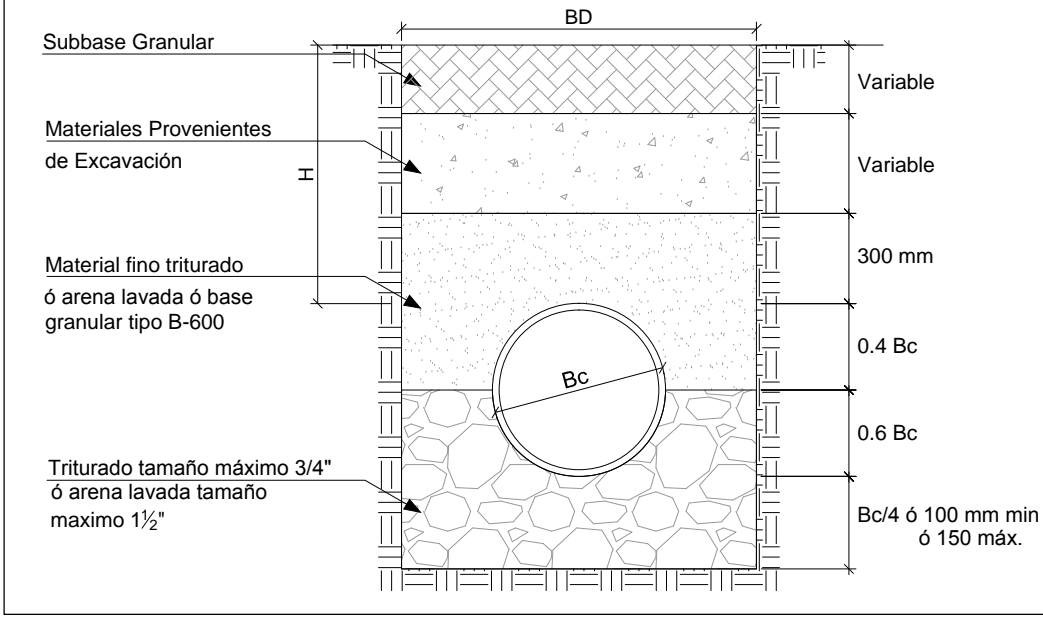 BD
Subbase Granular
Variable
Materiales Provenientes
de Excavación
Variable
H
300 mm
Material fino triturado
ó arena lavada ó base
granular tipo B-600
0.4 Bc
Bc
0.6 Bc
Triturado tamaño máximo 3/4"
ó arena lavada tamaño
maximo 1½"
Bc/4 ó 100 mm min
ó 150 máx.